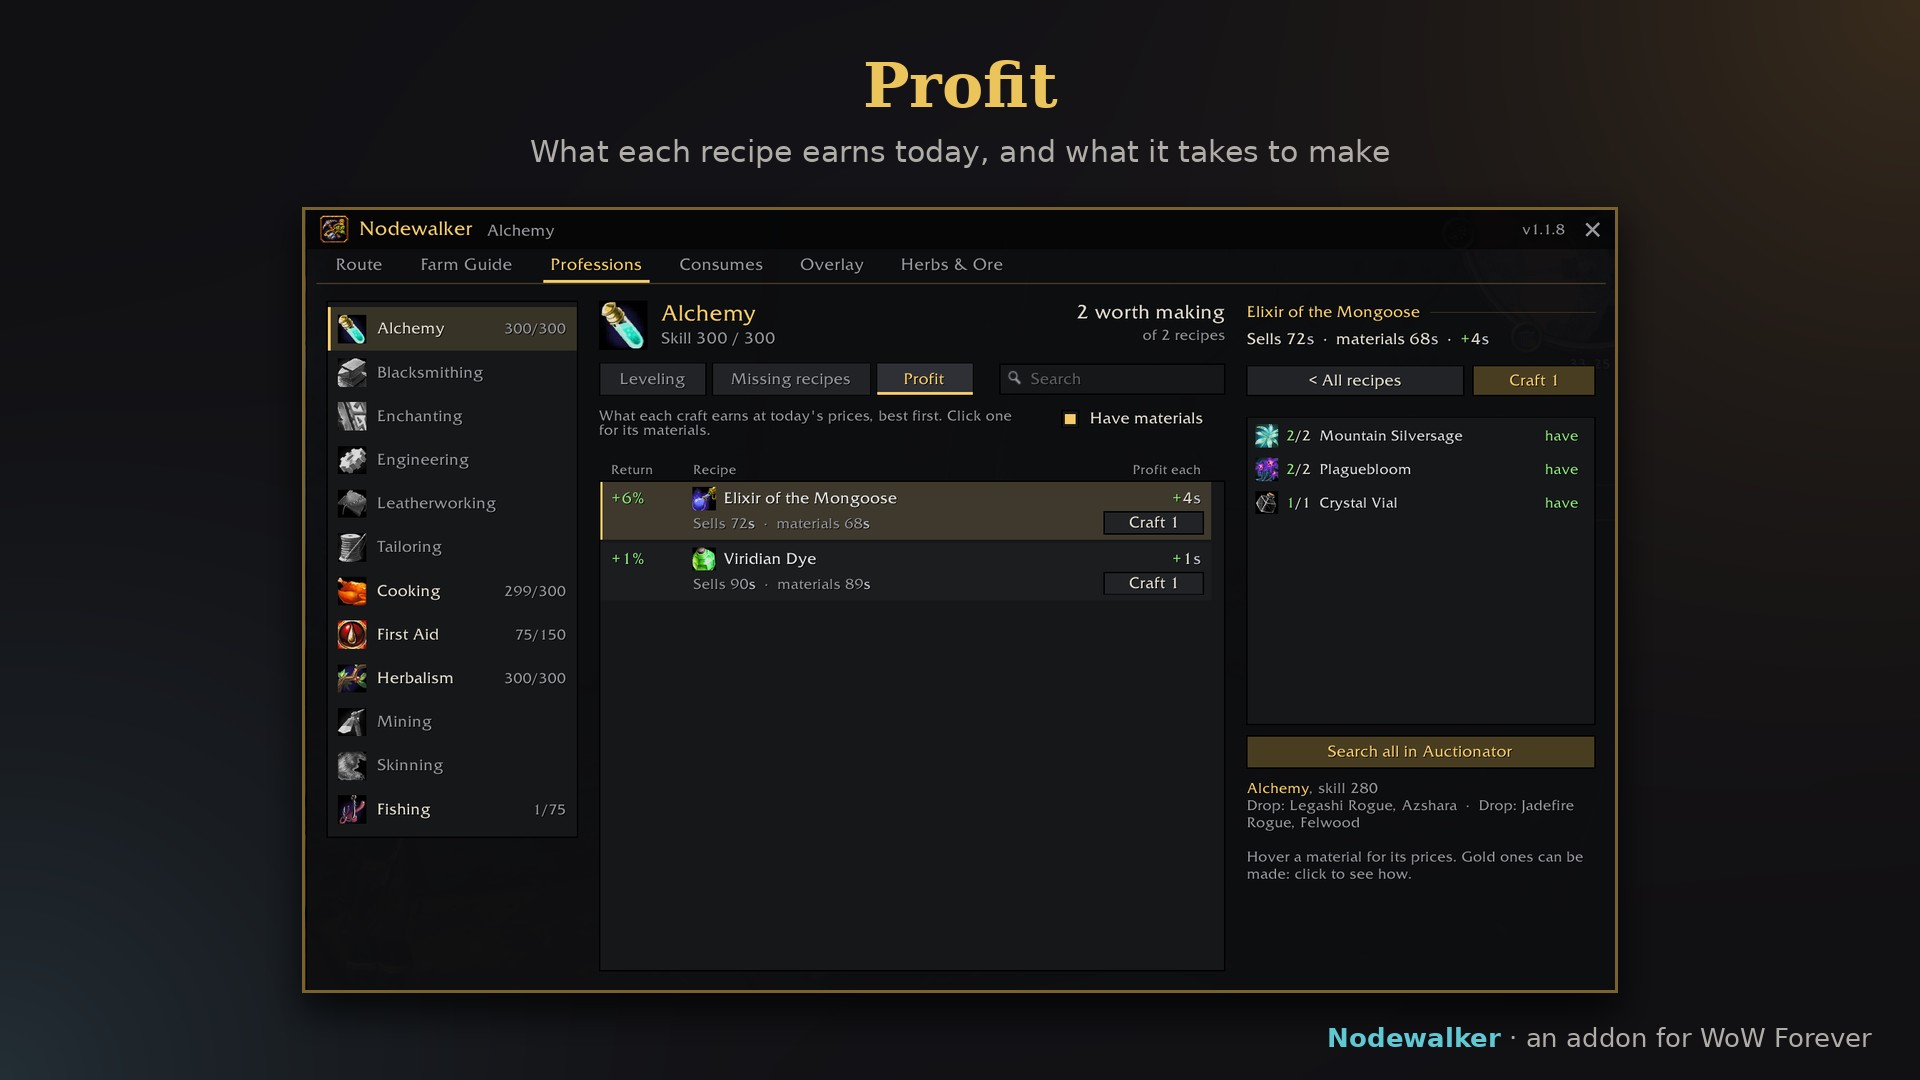 Profit
What each recipe earns today, and what it takes to make
Nodewalker Alchemy
v1.1.8
Route Farm Guide Professions Consumes Overlay Herbs & Ore
Alchemy 300/300
Blacksmithing
Enchanting
Engineering
Leatherworking
Tailoring
Cooking 299/300
First Aid 75/150
Herbalism 300/300
Mining
Skinning
Fishing 1/75
Alchemy
Skill 300 / 300
2 worth making
of 2 recipes
Leveling Missing recipes Profit Search
What each craft earns at today's prices, best first. Click one
for its materials.
Have materials
Return Recipe Profit each
+6% Elixir of the Mongoose +4s
Sells 72s · materials 68s Craft 1
+1% Viridian Dye +1s
Sells 90s · materials 89s Craft 1
Elixir of the Mongoose
Sells 72s · materials 68s · +4s
< All recipes Craft 1
2/2 Mountain Silversage have
2/2 Plaguebloom have
1/1 Crystal Vial have
Search all in Auctionator
Alchemy, skill 280
Drop: Legashi Rogue, Azshara · Drop: Jadefire
Rogue, Felwood
Hover a material for its prices. Gold ones can be
made: click to see how.
Nodewalker · an addon for WoW Forever